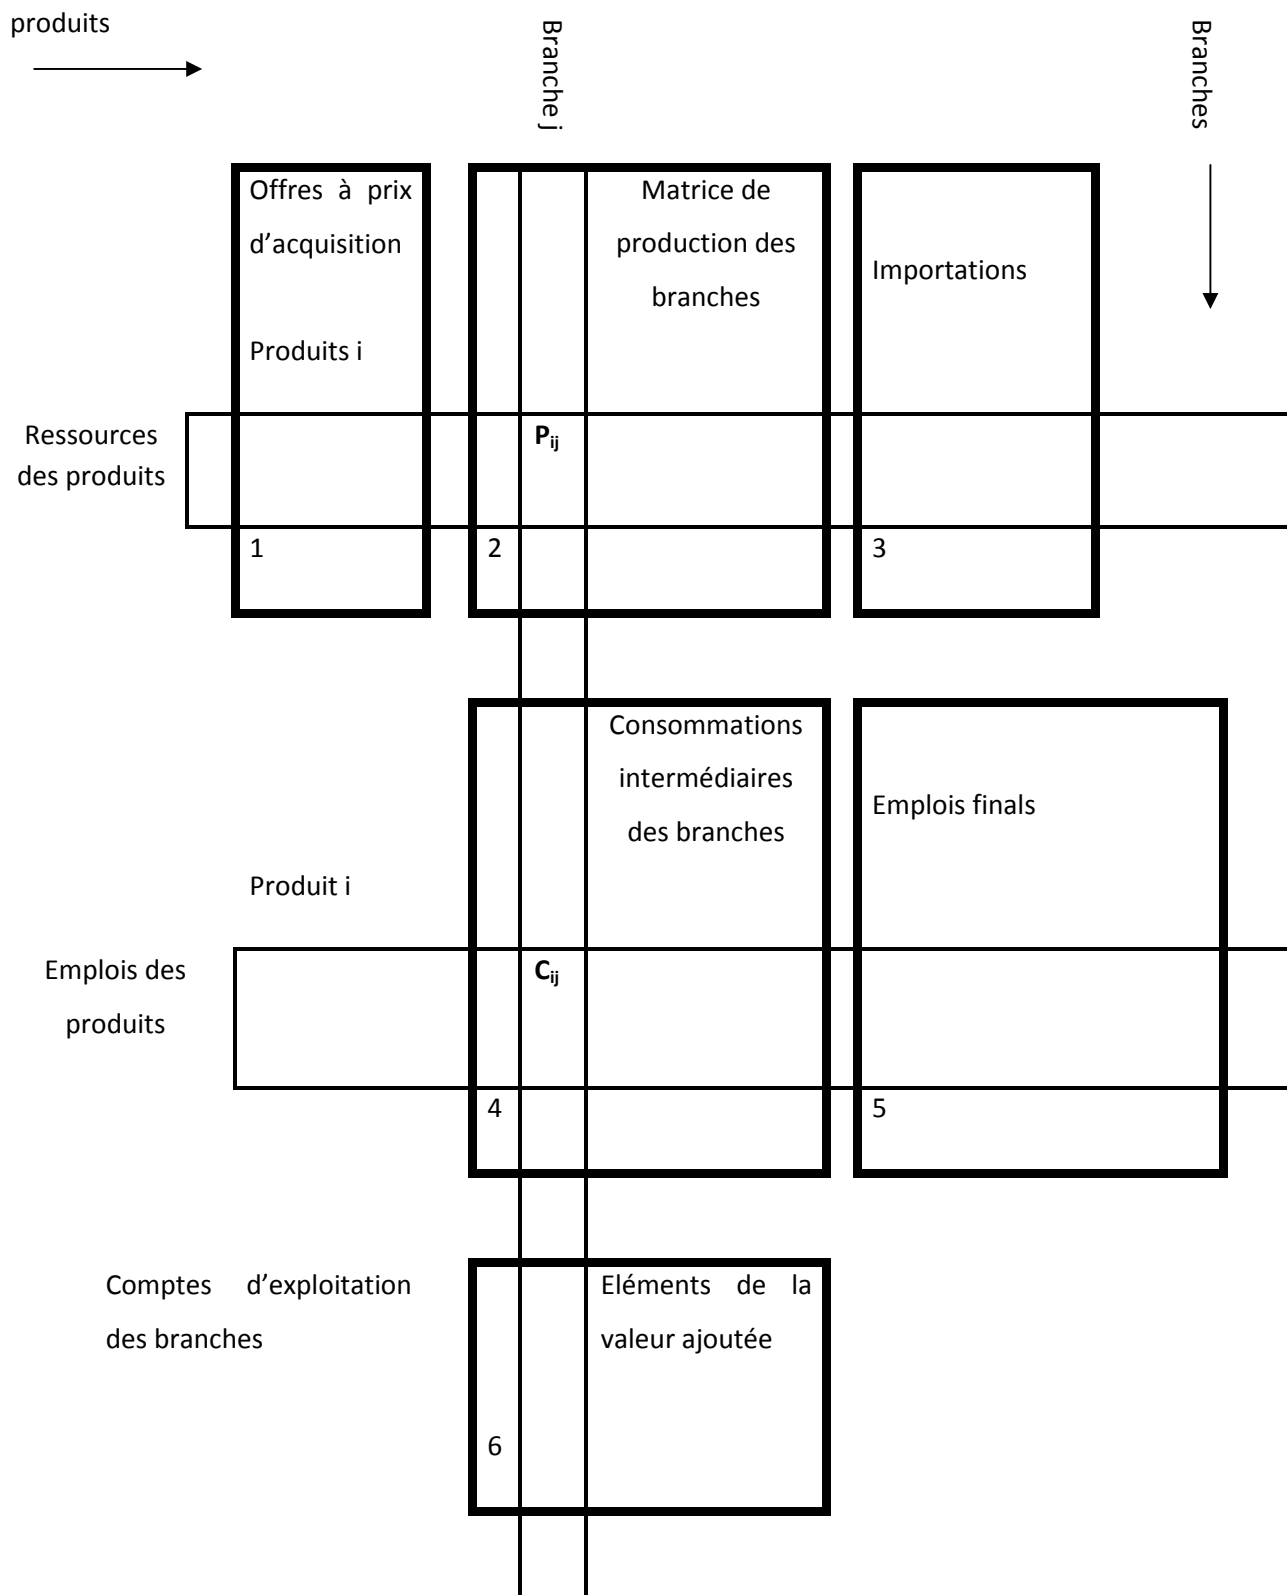 produits
Branche j
Branches
Offres à prix
d’acquisition
Produits i
Matrice de
production des
branches
Importations
Ressources
des produits
P_ij
1
2
3
Consommations
intermédiaires
des branches
Emplois finals
Produit i
Emplois des
produits
C_ij
4
5
Comptes d’exploitation
des branches
Eléments de la
valeur ajoutée
6